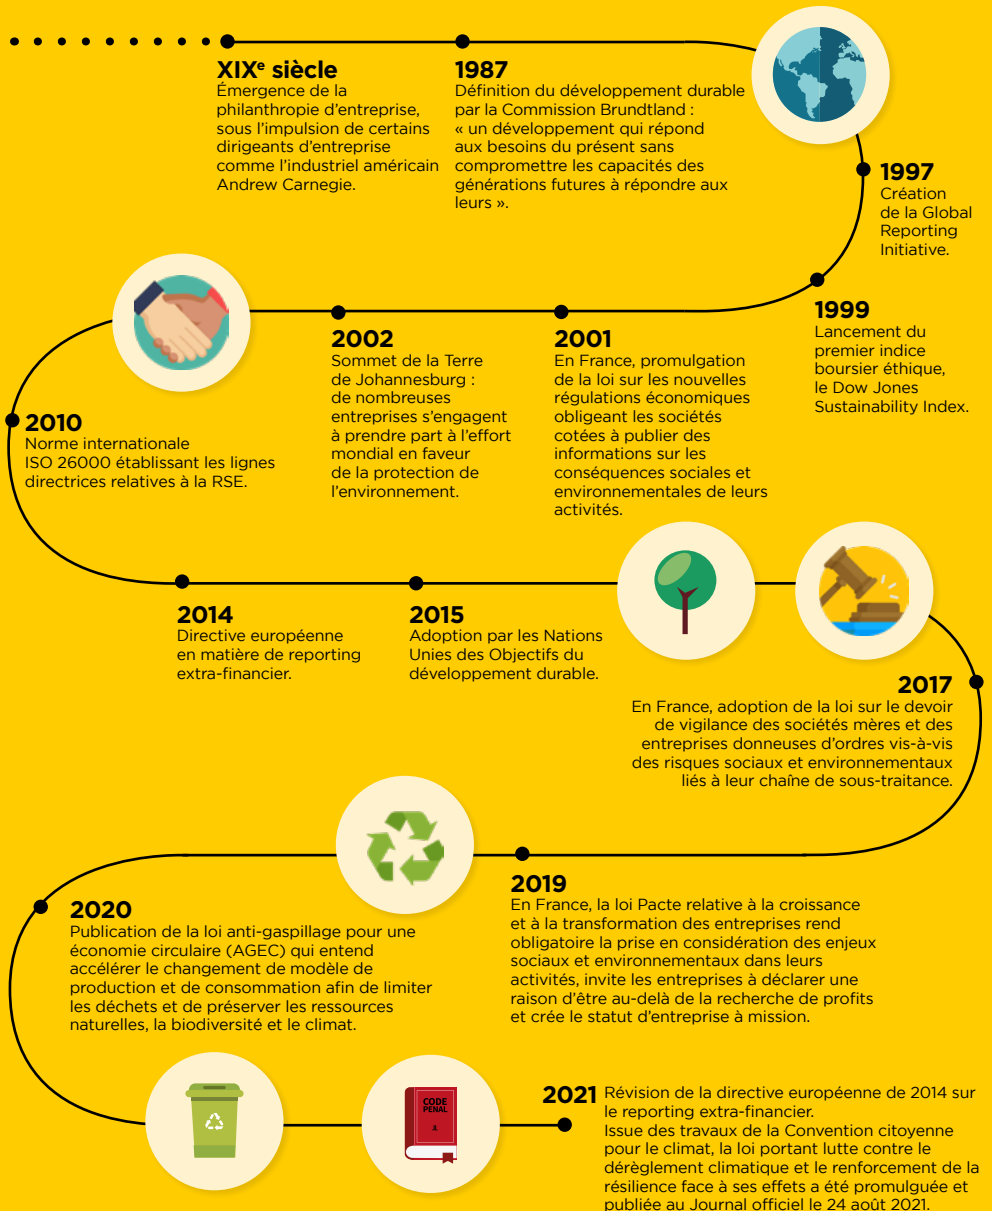 XIXe siècle
Émergence de la
philanthropie d’entreprise,
sous l’impulsion de certains
dirigeants d’entreprise
comme l’industriel américain
Andrew Carnegie.
1987
Définition du développement durable
par la Commission Brundtland :
« un développement qui répond
aux besoins du présent sans
compromettre les capacités des
générations futures à répondre aux
leurs ».
1997
Création
de la Global
Reporting
Initiative.
1999
Lancement du
premier indice
boursier éthique,
le Dow Jones
Sustainability Index.
2001
En France, promulgation
de la loi sur les nouvelles
régulations économiques
obligeant les sociétés
cotées à publier des
informations sur les
conséquences sociales et
environnementales de leurs
activités.
2002
Sommet de la Terre
de Johannesburg :
de nombreuses
entreprises s’engagent
à prendre part à l’effort
mondial en faveur
de la protection de
l’environnement.
2010
Norme internationale
ISO 26000 établissant les lignes
directrices relatives à la RSE.
2014
Directive européenne
en matière de reporting
extra-financier.
2015
Adoption par les Nations
Unies des Objectifs du
développement durable.
2017
En France, adoption de la loi sur le devoir
de vigilance des sociétés mères et des
entreprises donneuses d’ordres vis-à-vis
des risques sociaux et environnementaux
liés à leur chaîne de sous-traitance.
2019
En France, la loi Pacte relative à la croissance
et à la transformation des entreprises rend
obligatoire la prise en considération des enjeux
sociaux et environnementaux dans leurs
activités, invite les entreprises à déclarer une
raison d’être au-delà de la recherche de profits
et crée le statut d’entreprise à mission.
2020
Publication de la loi anti-gaspillage pour une
économie circulaire (AGEC) qui entend
accélérer le changement de modèle de
production et de consommation afin de limiter
les déchets et de préserver les ressources
naturelles, la biodiversité et le climat.
CODE
PENAL
2021 Révision de la directive européenne de 2014 sur
le reporting extra-financier.
Issue des travaux de la Convention citoyenne
pour le climat, la loi portant lutte contre le
dérèglement climatique et le renforcement de la
résilience face à ses effets a été promulguée et
publiée au Journal officiel le 24 août 2021.